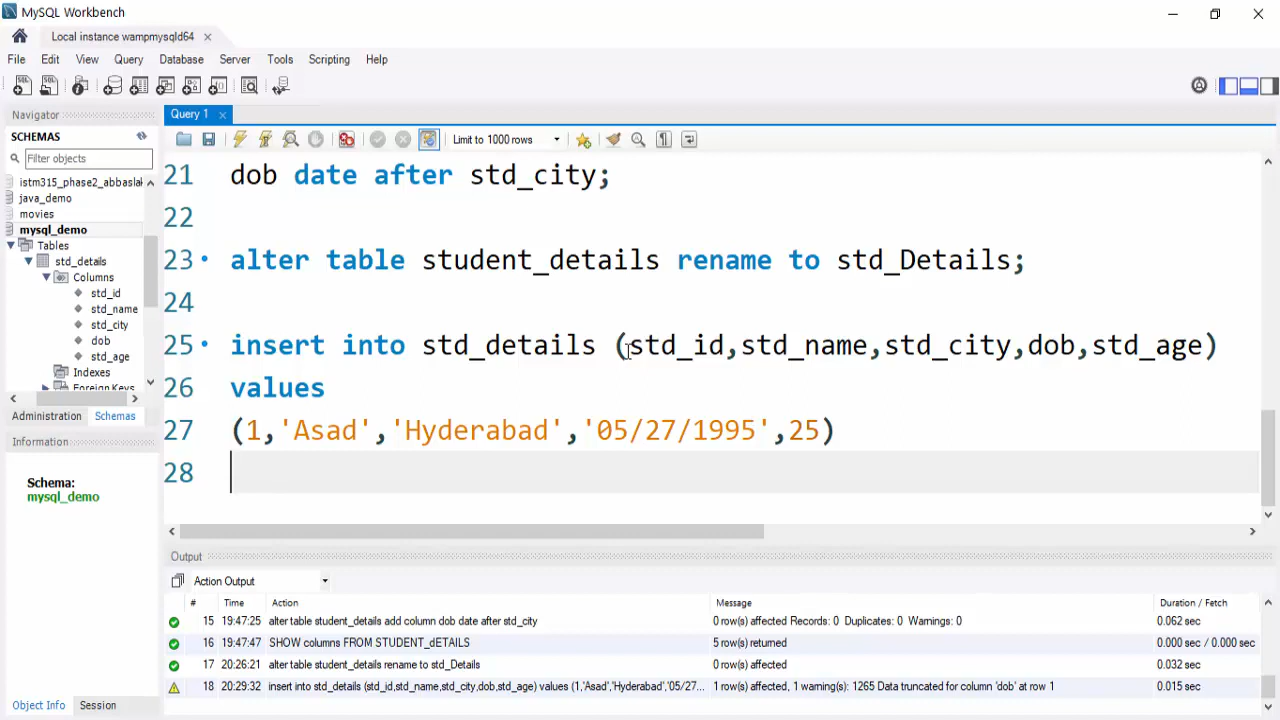 MySQL Workbench
Local instance wampmysqld64
File Edit View Query Database Server Tools Scripting Help
Navigator
SCHEMAS
Filter objects
istm315_phase2_abbaslak
java_demo
movies
mysql_demo
Tables
std_details
Columns
std_id
std_name
std_city
dob
std_age
Indexes
Foreign Keys
Administration Schemas
Information
Schema:
mysql_demo
Object Info Session
Query 1
Limit to 1000 rows
21 dob date after std_city;
22
23 alter table student_details rename to std_Details;
24
25 insert into std_details (std_id,std_name,std_city,dob,std_age)
26 values
27 (1,'Asad','Hyderabad','05/27/1995',25)
28
Output
Action Output
# Time Action Message Duration / Fetch
15 19:47:25 alter table student_details add column dob date after std_city 0 row(s) affected Records: 0 Duplicates: 0 Warnings: 0 0.062 sec
16 19:47:47 SHOW columns FROM STUDENT_dETAILS 5 row(s) returned 0.000 sec / 0.000 sec
17 20:26:21 alter table student_details rename to std_Details 0 row(s) affected 0.032 sec
18 20:29:32 insert into std_details (std_id,std_name,std_city,dob,std_age) values (1,'Asad','Hyderabad','05/27... 1 row(s) affected, 1 warning(s): 1265 Data truncated for column 'dob' at row 1 0.015 sec